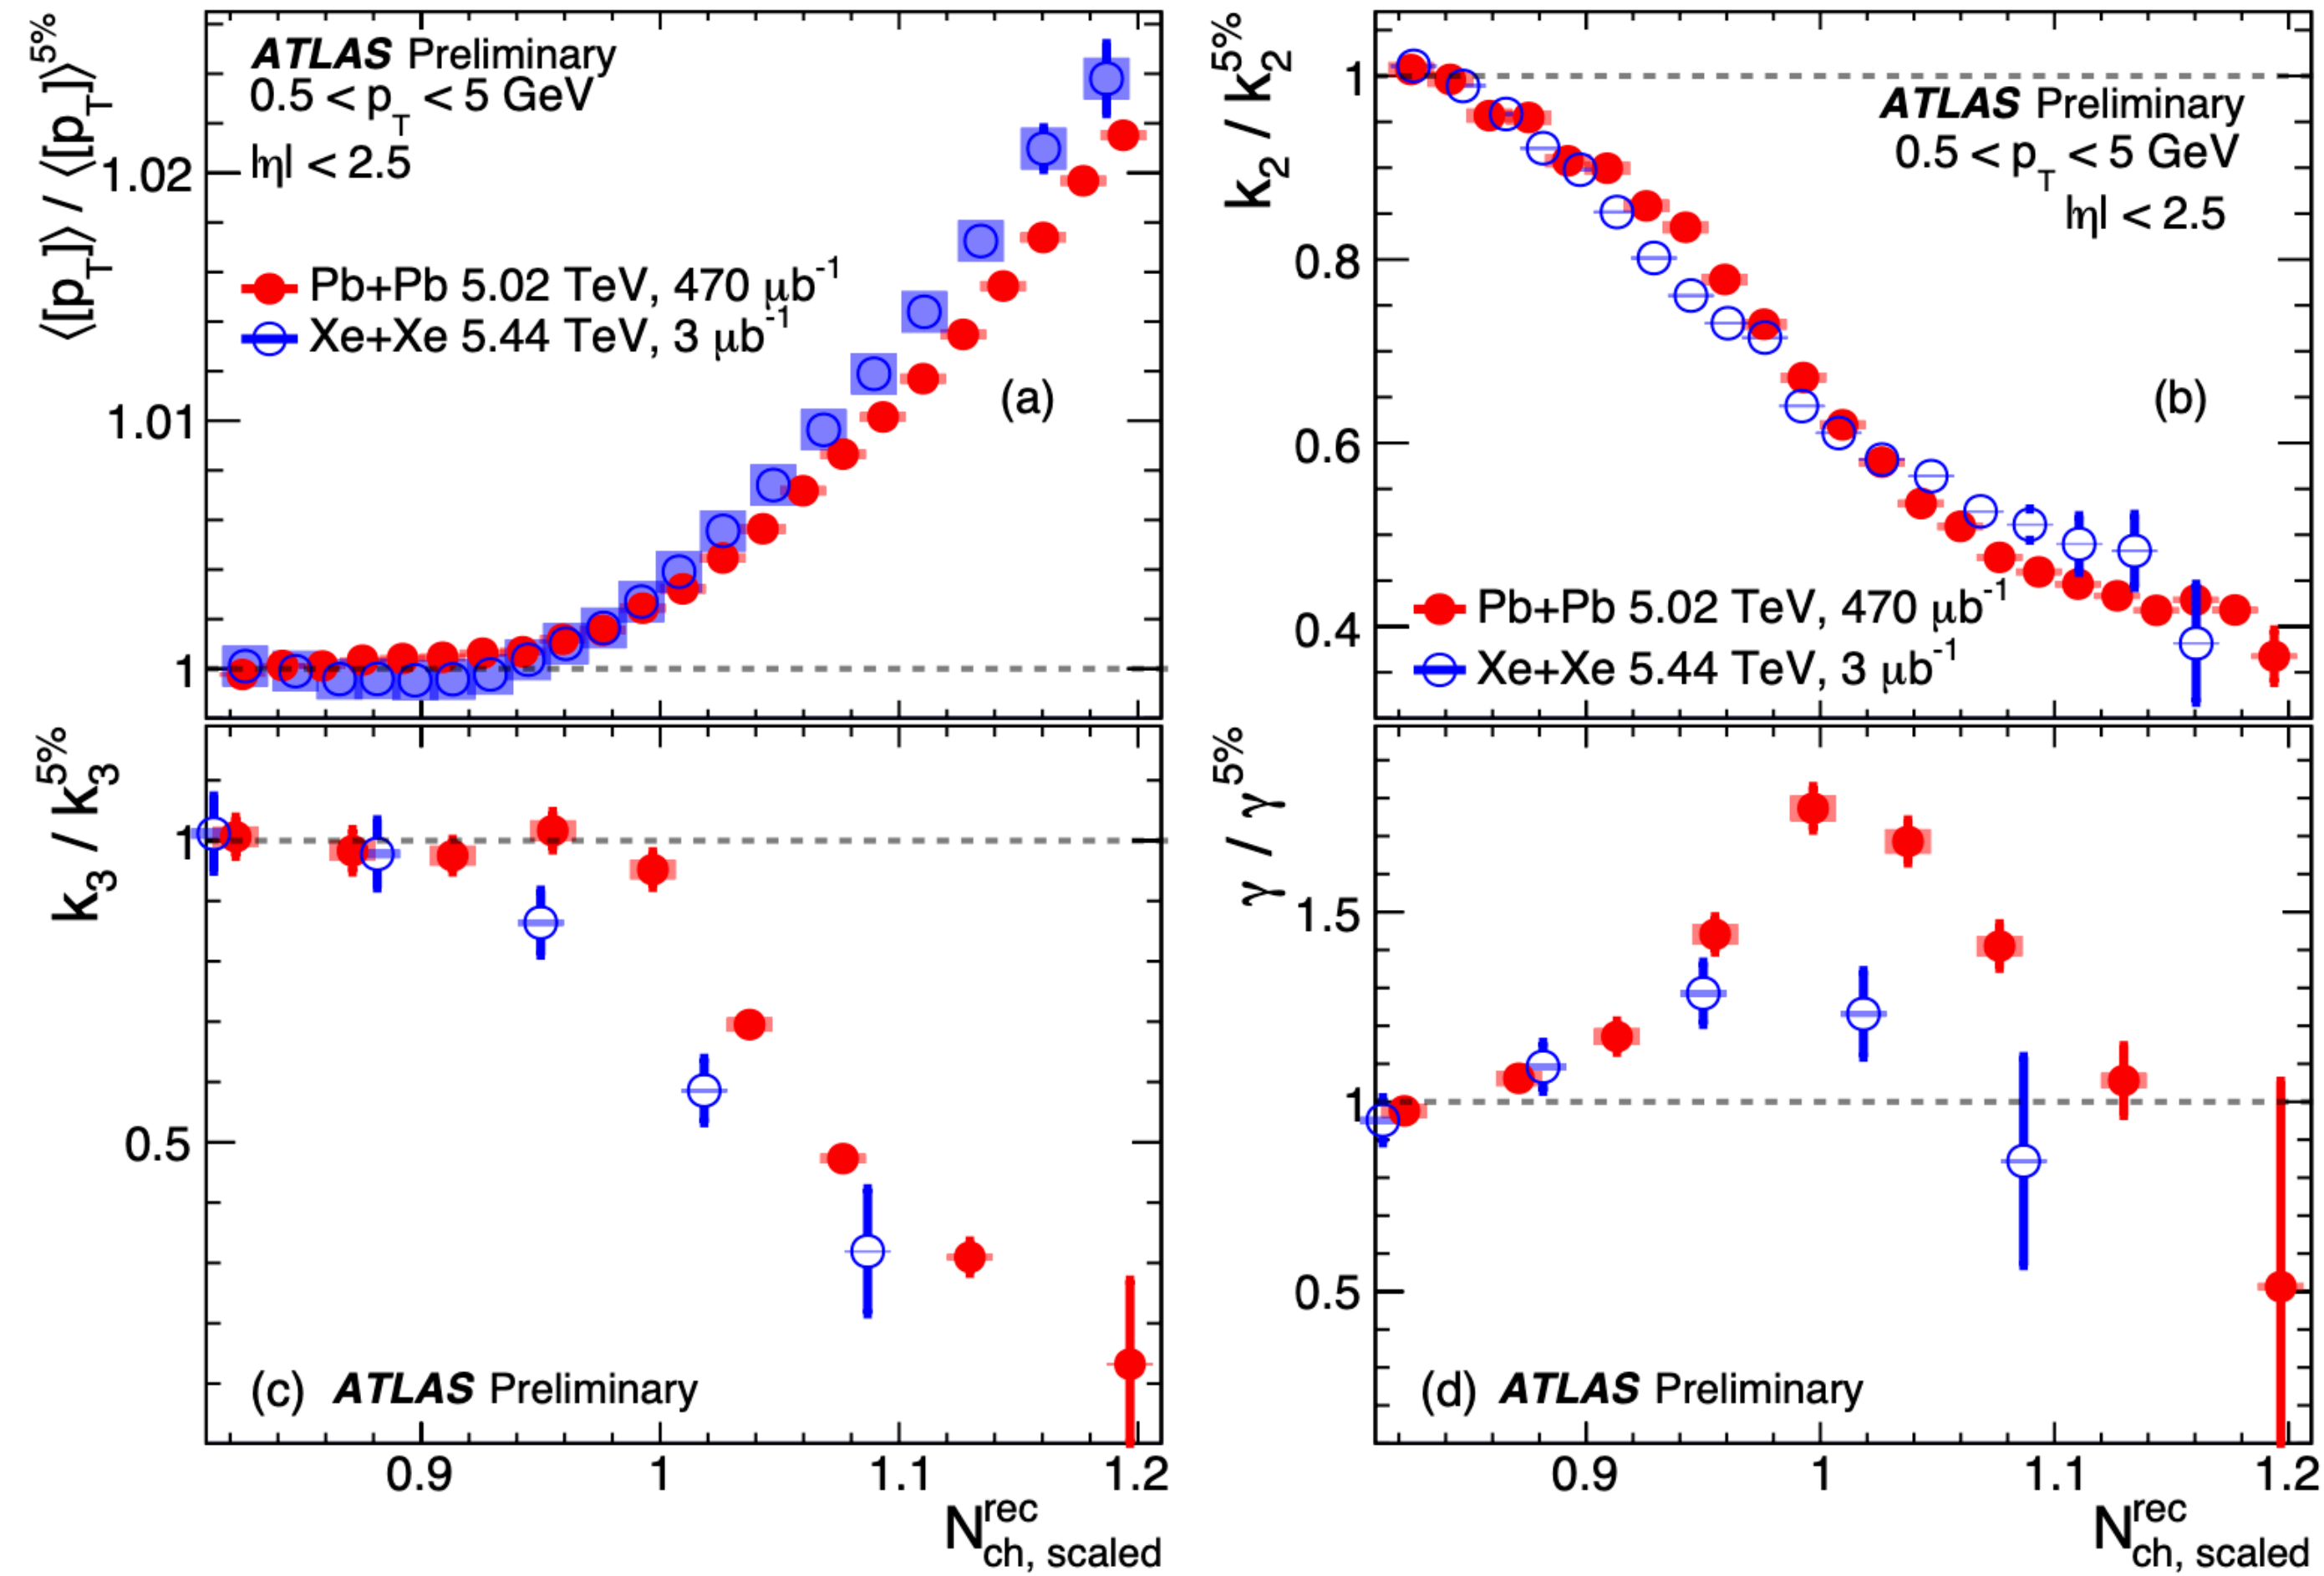 ⟨[p_T]⟩ / ⟨[p_T]⟩^5%
ATLAS Preliminary
0.5 < p_T < 5 GeV
|η| < 2.5
Pb+Pb 5.02 TeV, 470 μb^-1
Xe+Xe 5.44 TeV, 3 μb^-1
(a)
1.02
1.01
1
k_2 / k_2^5%
ATLAS Preliminary
0.5 < p_T < 5 GeV
|η| < 2.5
(b)
Pb+Pb 5.02 TeV, 470 μb^-1
Xe+Xe 5.44 TeV, 3 μb^-1
1
0.8
0.6
0.4
k_3 / k_3^5%
1
0.5
(c) ATLAS Preliminary
0.9 1 1.1 1.2
N^rec_ch, scaled
γ / γ^5%
1.5
1
0.5
(d) ATLAS Preliminary
0.9 1 1.1 1.2
N^rec_ch, scaled